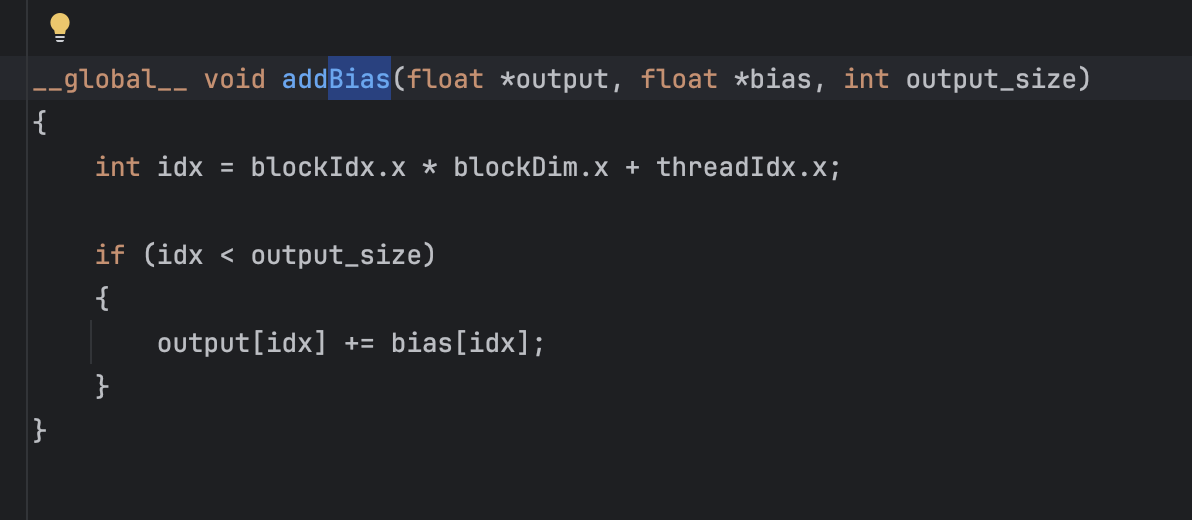 __global__ void addBias(float *output, float *bias, int output_size)
{
    int idx = blockIdx.x * blockDim.x + threadIdx.x;

    if (idx < output_size)
    {
        output[idx] += bias[idx];
    }
}